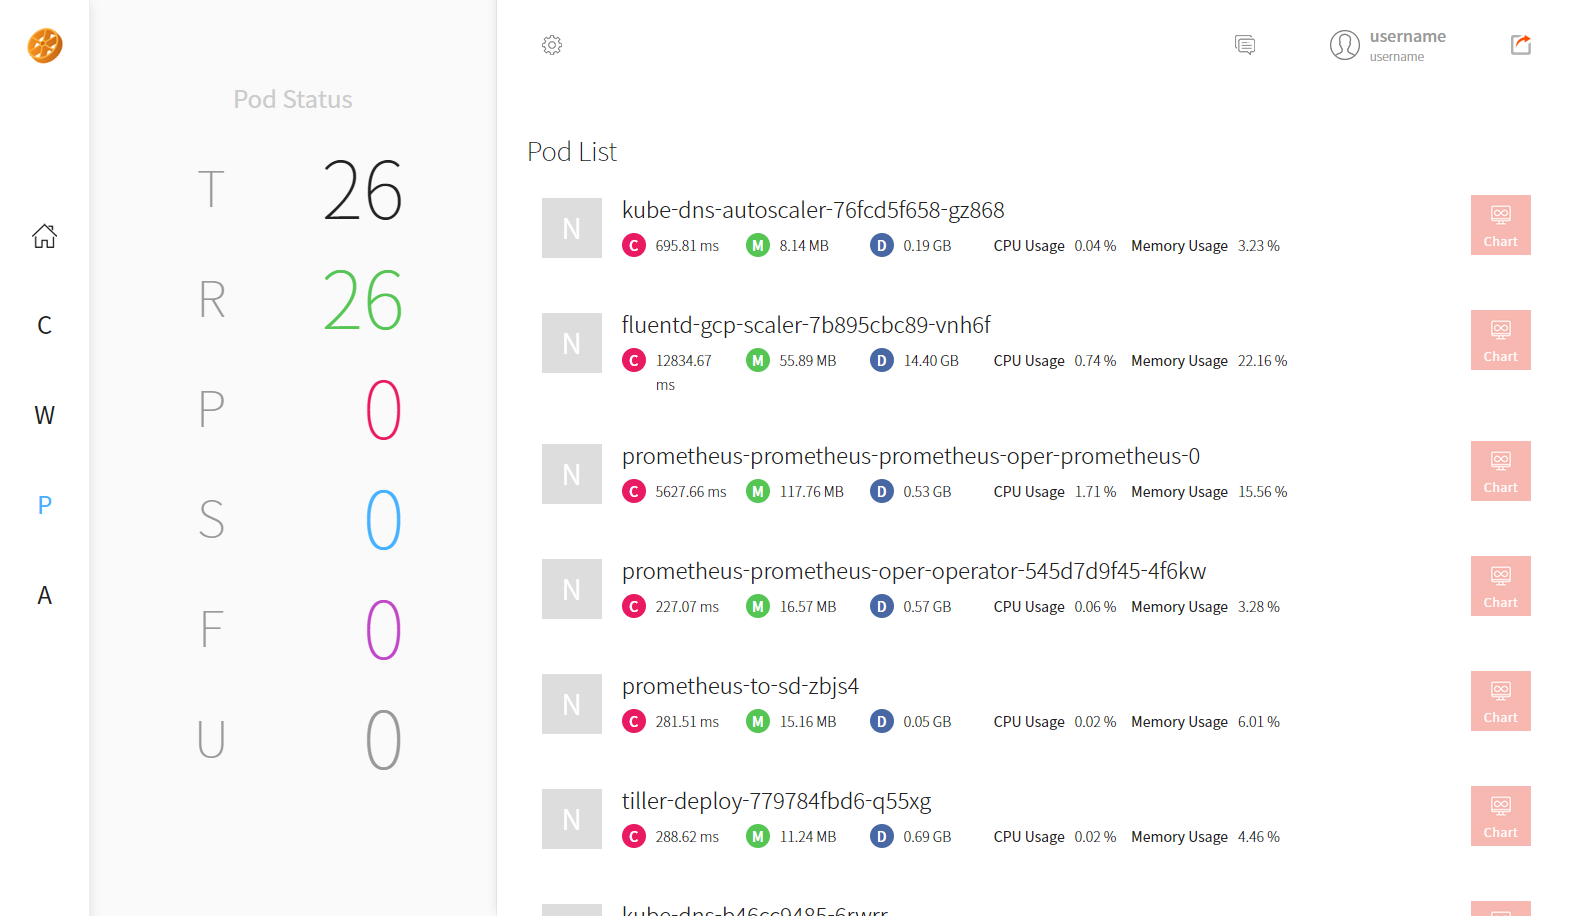 username
username
Pod Status
T 26
R 26
P 0
S 0
F 0
U 0
C
W
P
A
Pod List
N
kube-dns-autoscaler-76fcd5f658-gz868
C 695.81 ms M 8.14 MB D 0.19 GB CPU Usage 0.04 % Memory Usage 3.23 %
Chart
N
fluentd-gcp-scaler-7b895cbc89-vnh6f
C 12834.67 ms M 55.89 MB D 14.40 GB CPU Usage 0.74 % Memory Usage 22.16 %
Chart
N
prometheus-prometheus-prometheus-oper-prometheus-0
C 5627.66 ms M 117.76 MB D 0.53 GB CPU Usage 1.71 % Memory Usage 15.56 %
Chart
N
prometheus-prometheus-oper-operator-545d7d9f45-4f6kw
C 227.07 ms M 16.57 MB D 0.57 GB CPU Usage 0.06 % Memory Usage 3.28 %
Chart
N
prometheus-to-sd-zbjs4
C 281.51 ms M 15.16 MB D 0.05 GB CPU Usage 0.02 % Memory Usage 6.01 %
Chart
N
tiller-deploy-779784fbd6-q55xg
C 288.62 ms M 11.24 MB D 0.69 GB CPU Usage 0.02 % Memory Usage 4.46 %
Chart